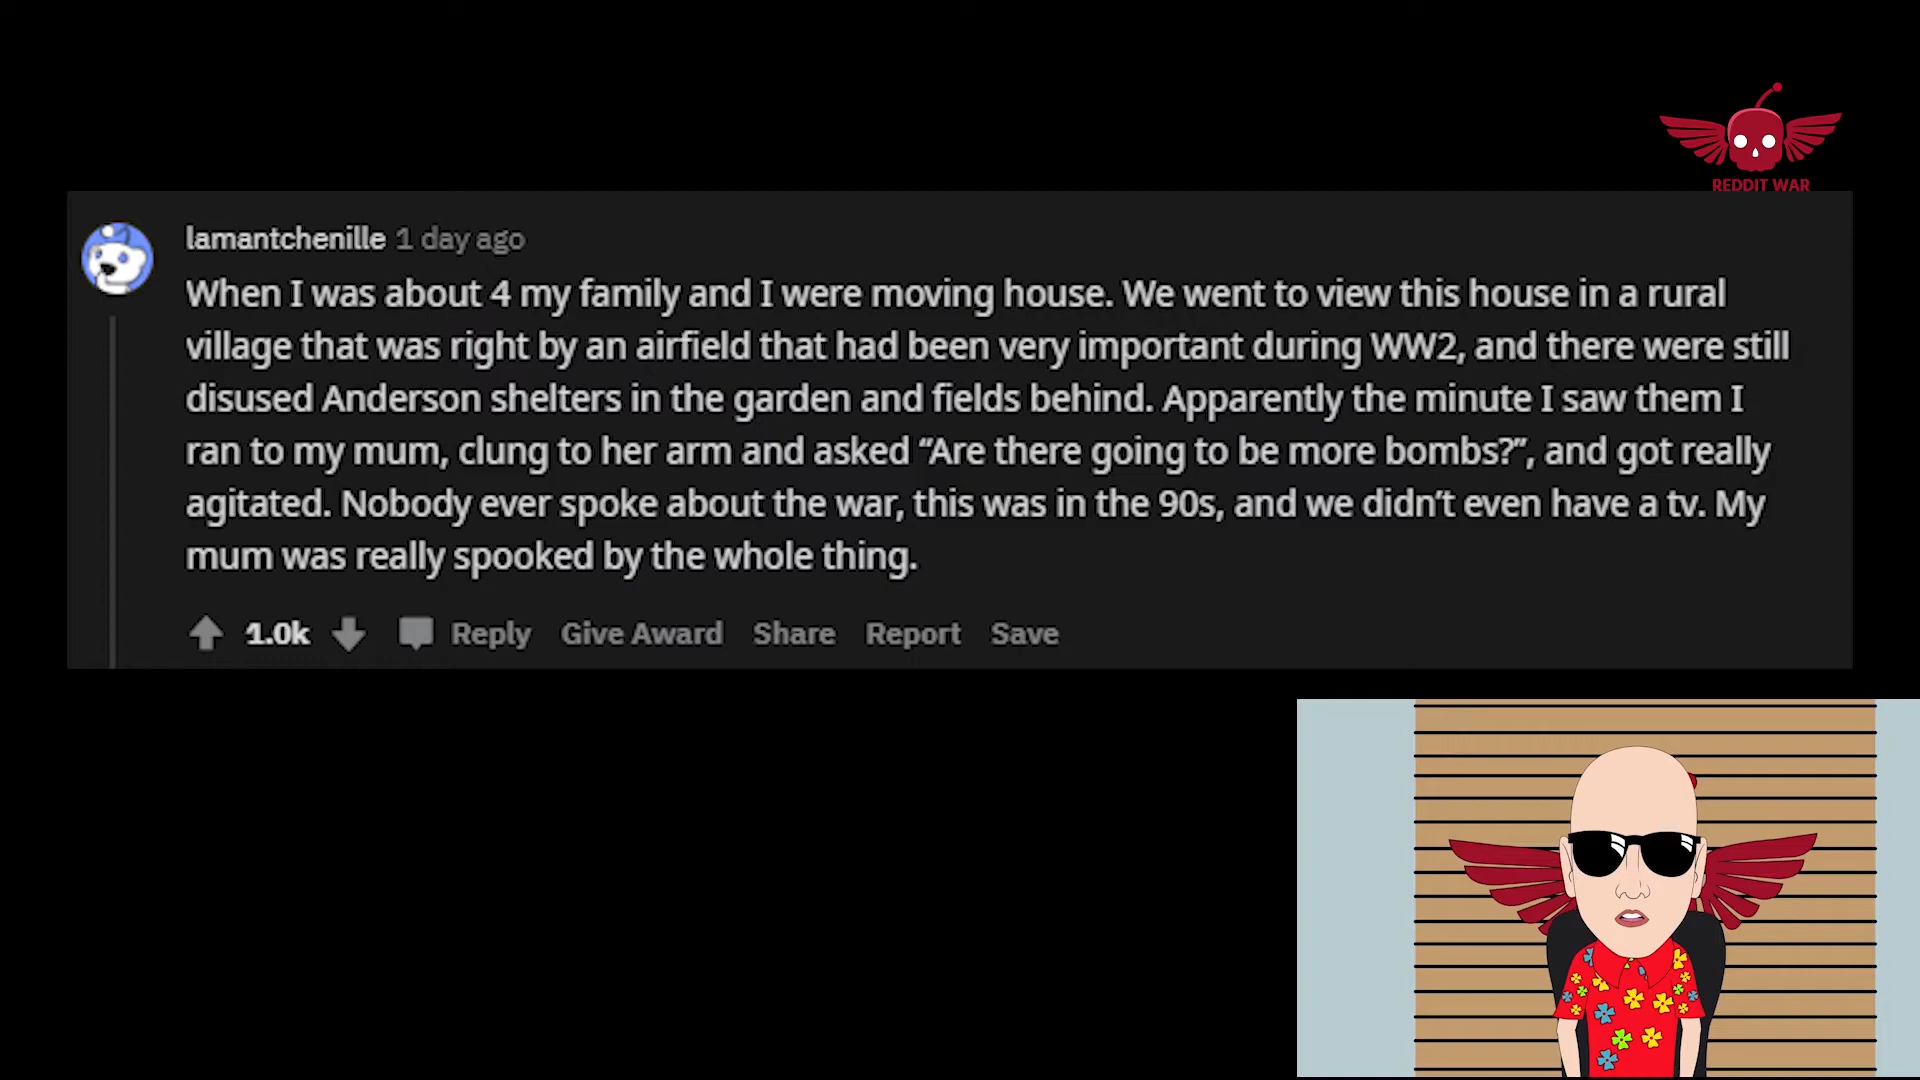 REDDIT WAR
lamantchenille 1 day ago
When I was about 4 my family and I were moving house. We went to view this house in a rural
village that was right by an airfield that had been very important during WW2, and there were still
disused Anderson shelters in the garden and fields behind. Apparently the minute I saw them I
ran to my mum, clung to her arm and asked “Are there going to be more bombs?”, and got really
agitated. Nobody ever spoke about the war, this was in the 90s, and we didn’t even have a tv. My
mum was really spooked by the whole thing.
1.0k Reply Give Award Share Report Save